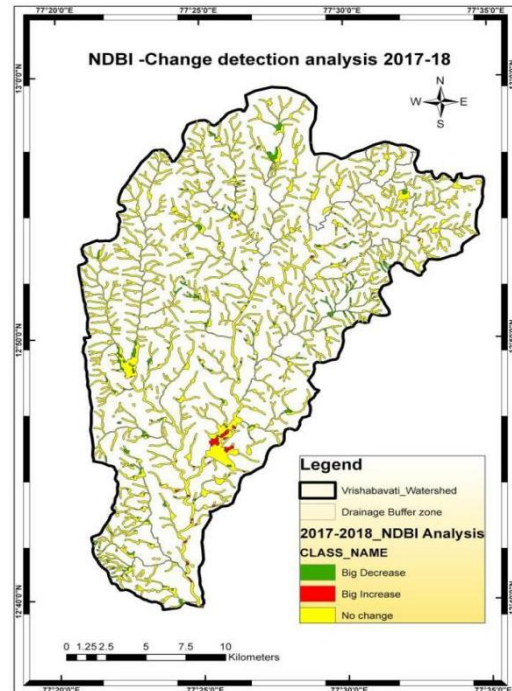 77°20'0"E 77°25'0"E 77°30'0"E 77°35'0"E
NDBI -Change detection analysis 2017-18
N
W E
S
13°0'0"N
12°50'0"N
12°40'0"N
Legend
Vrishabavati_Watershed
Drainage Buffer zone
2017-2018_NDBI Analysis
CLASS_NAME
Big Decrease
Big Increase
No change
0 1.25 2.5 5 7.5 10
Kilometers
77°20'0"E 77°25'0"E 77°30'0"E 77°35'0"E